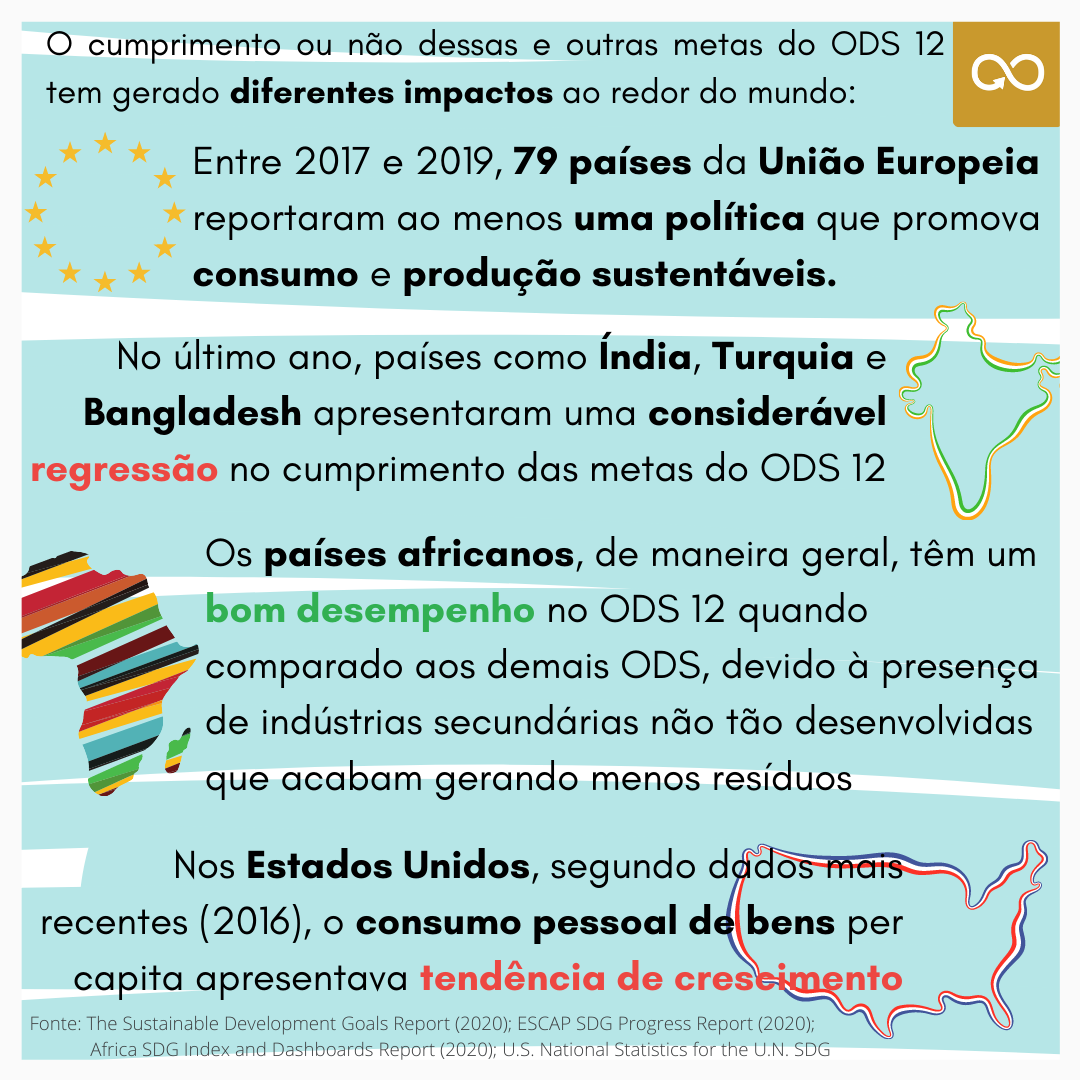 O cumprimento ou não dessas e outras metas do ODS 12
tem gerado diferentes impactos ao redor do mundo:
Entre 2017 e 2019, 79 países da União Europeia
reportaram ao menos uma política que promova
consumo e produção sustentáveis.
No último ano, países como Índia, Turquia e
Bangladesh apresentaram uma considerável
regressão no cumprimento das metas do ODS 12
Os países africanos, de maneira geral, têm um
bom desempenho no ODS 12 quando
comparado aos demais ODS, devido à presença
de indústrias secundárias não tão desenvolvidas
que acabam gerando menos resíduos
Nos Estados Unidos, segundo dados mais
recentes (2016), o consumo pessoal de bens per
capita apresentava tendência de crescimento
Fonte: The Sustainable Development Goals Report (2020); ESCAP SDG Progress Report (2020);
Africa SDG Index and Dashboards Report (2020); U.S. National Statistics for the U.N. SDG